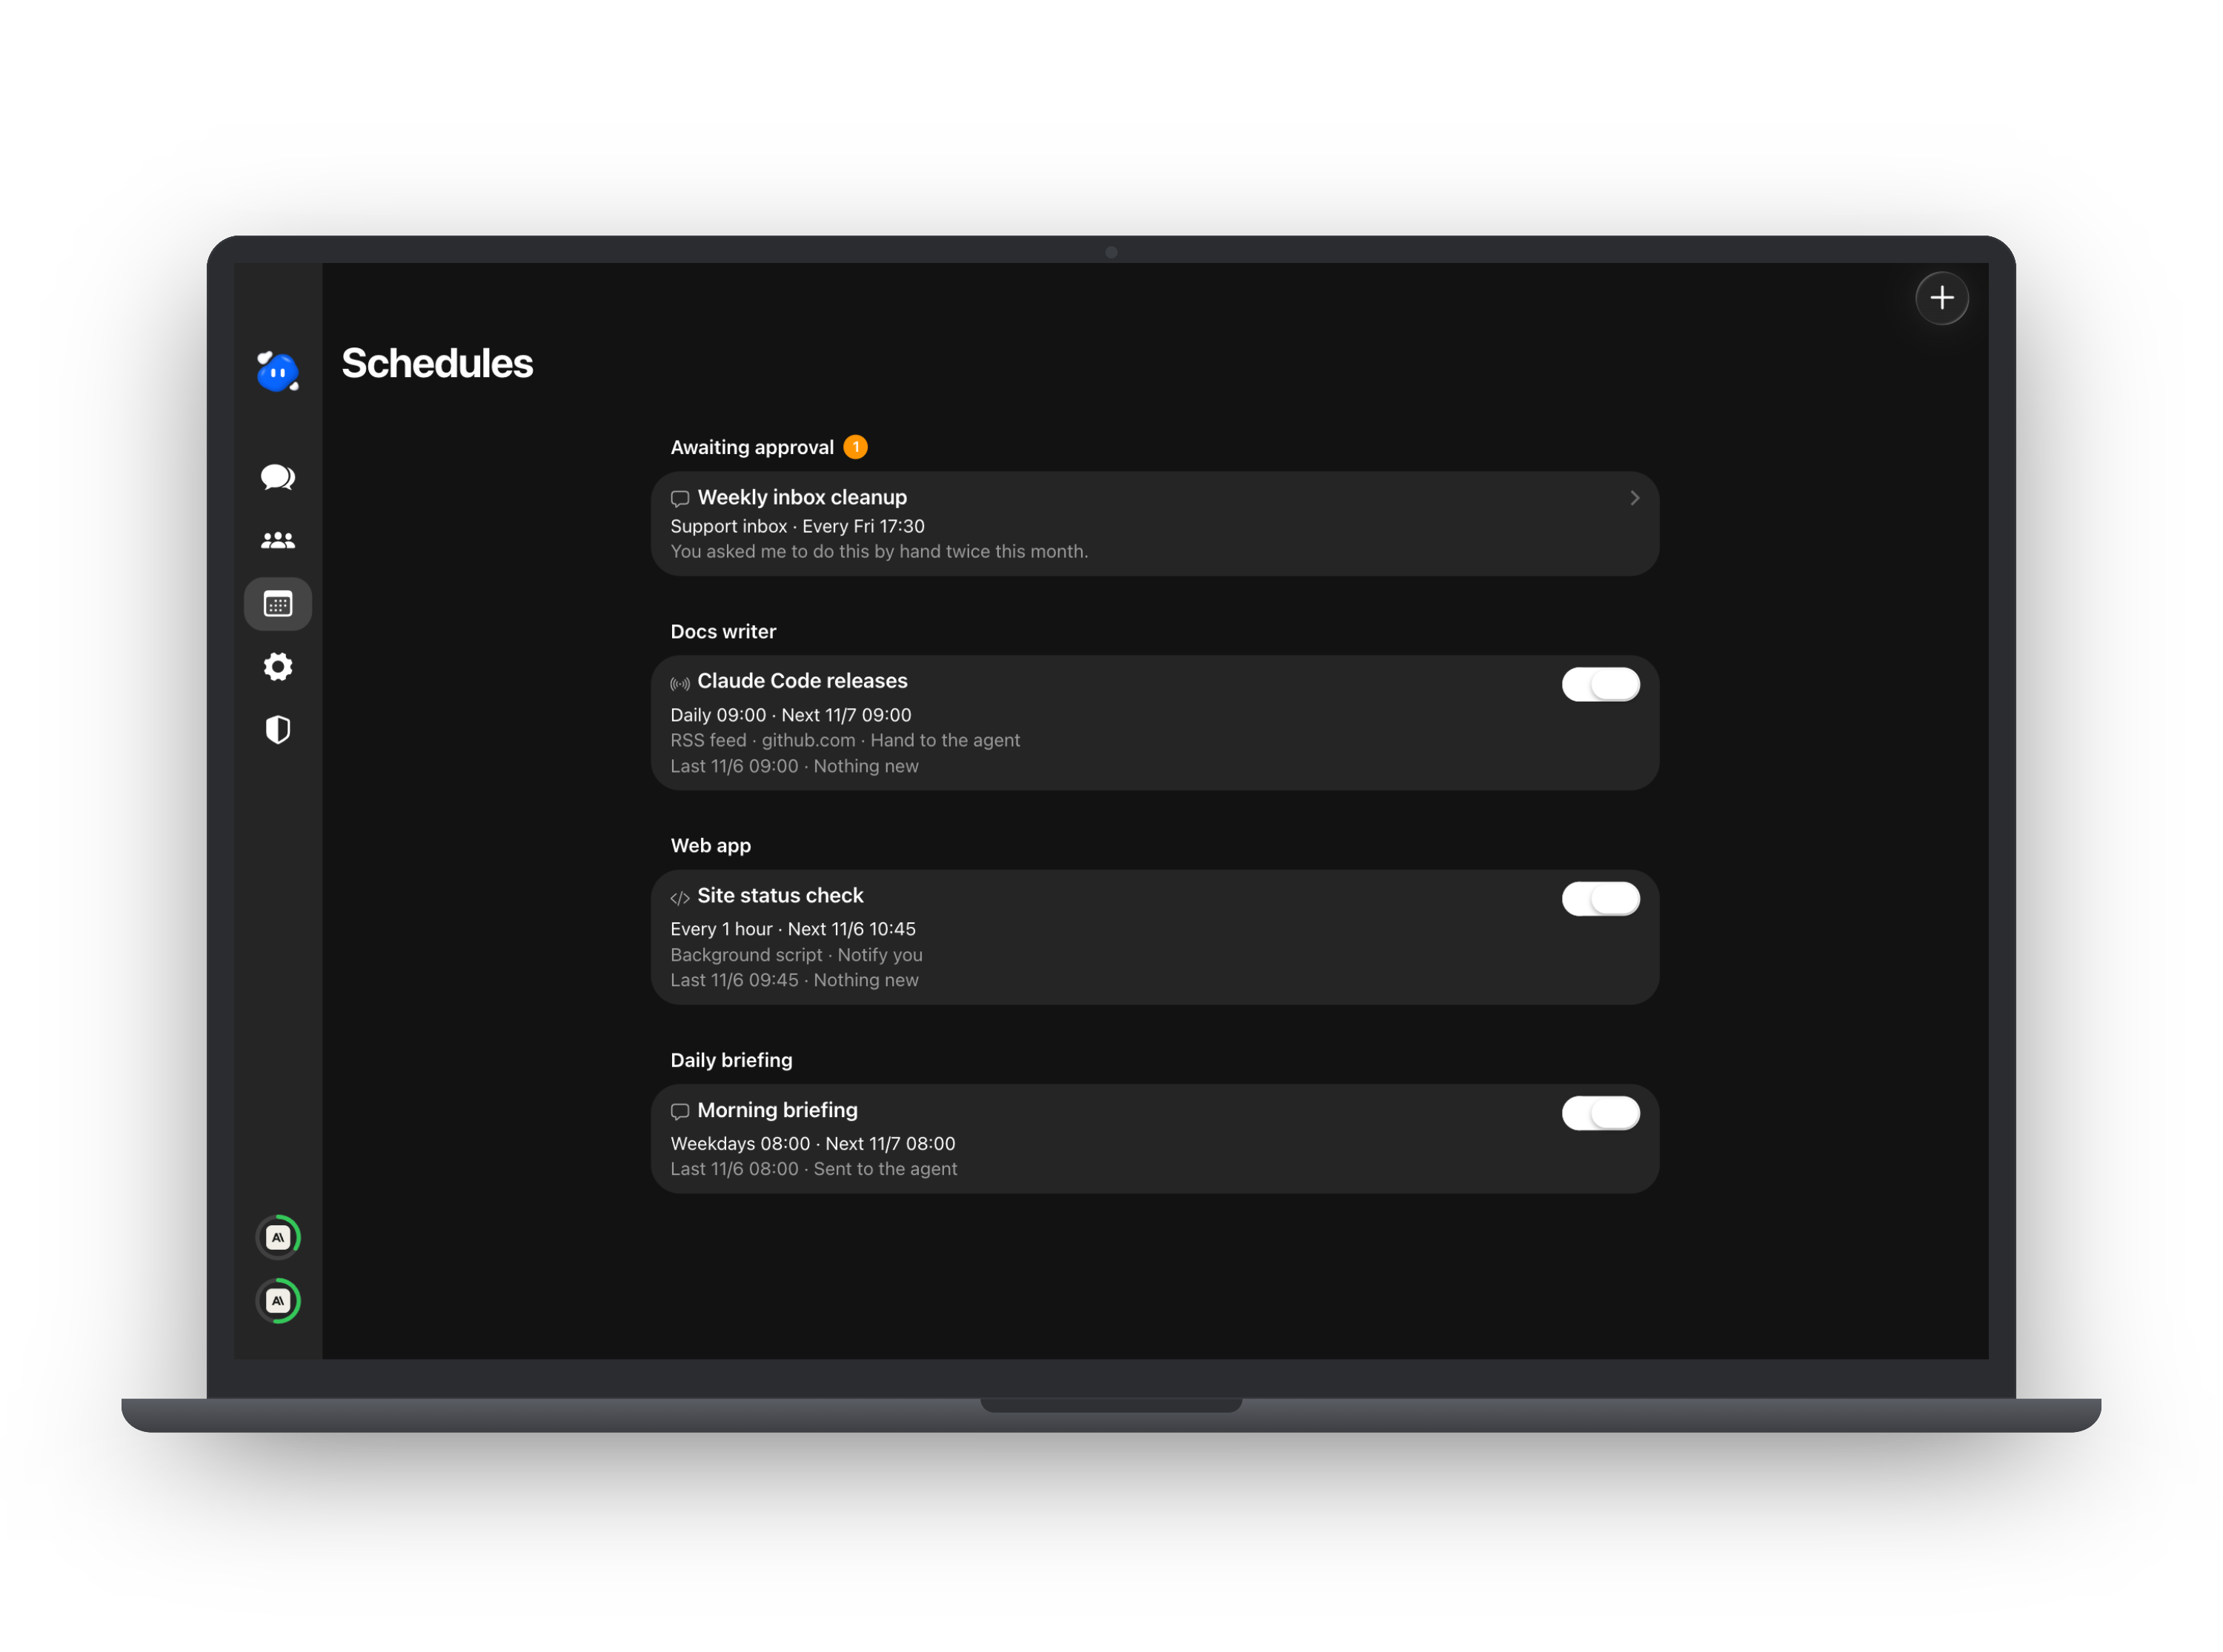 Schedules
Awaiting approval 1
Weekly inbox cleanup
Support inbox · Every Fri 17:30
You asked me to do this by hand twice this month.
Docs writer
Claude Code releases
Daily 09:00 · Next 11/7 09:00
RSS feed · github.com · Hand to the agent
Last 11/6 09:00 · Nothing new
Web app
Site status check
Every 1 hour · Next 11/6 10:45
Background script · Notify you
Last 11/6 09:45 · Nothing new
Daily briefing
Morning briefing
Weekdays 08:00 · Next 11/7 08:00
Last 11/6 08:00 · Sent to the agent
A\
A\